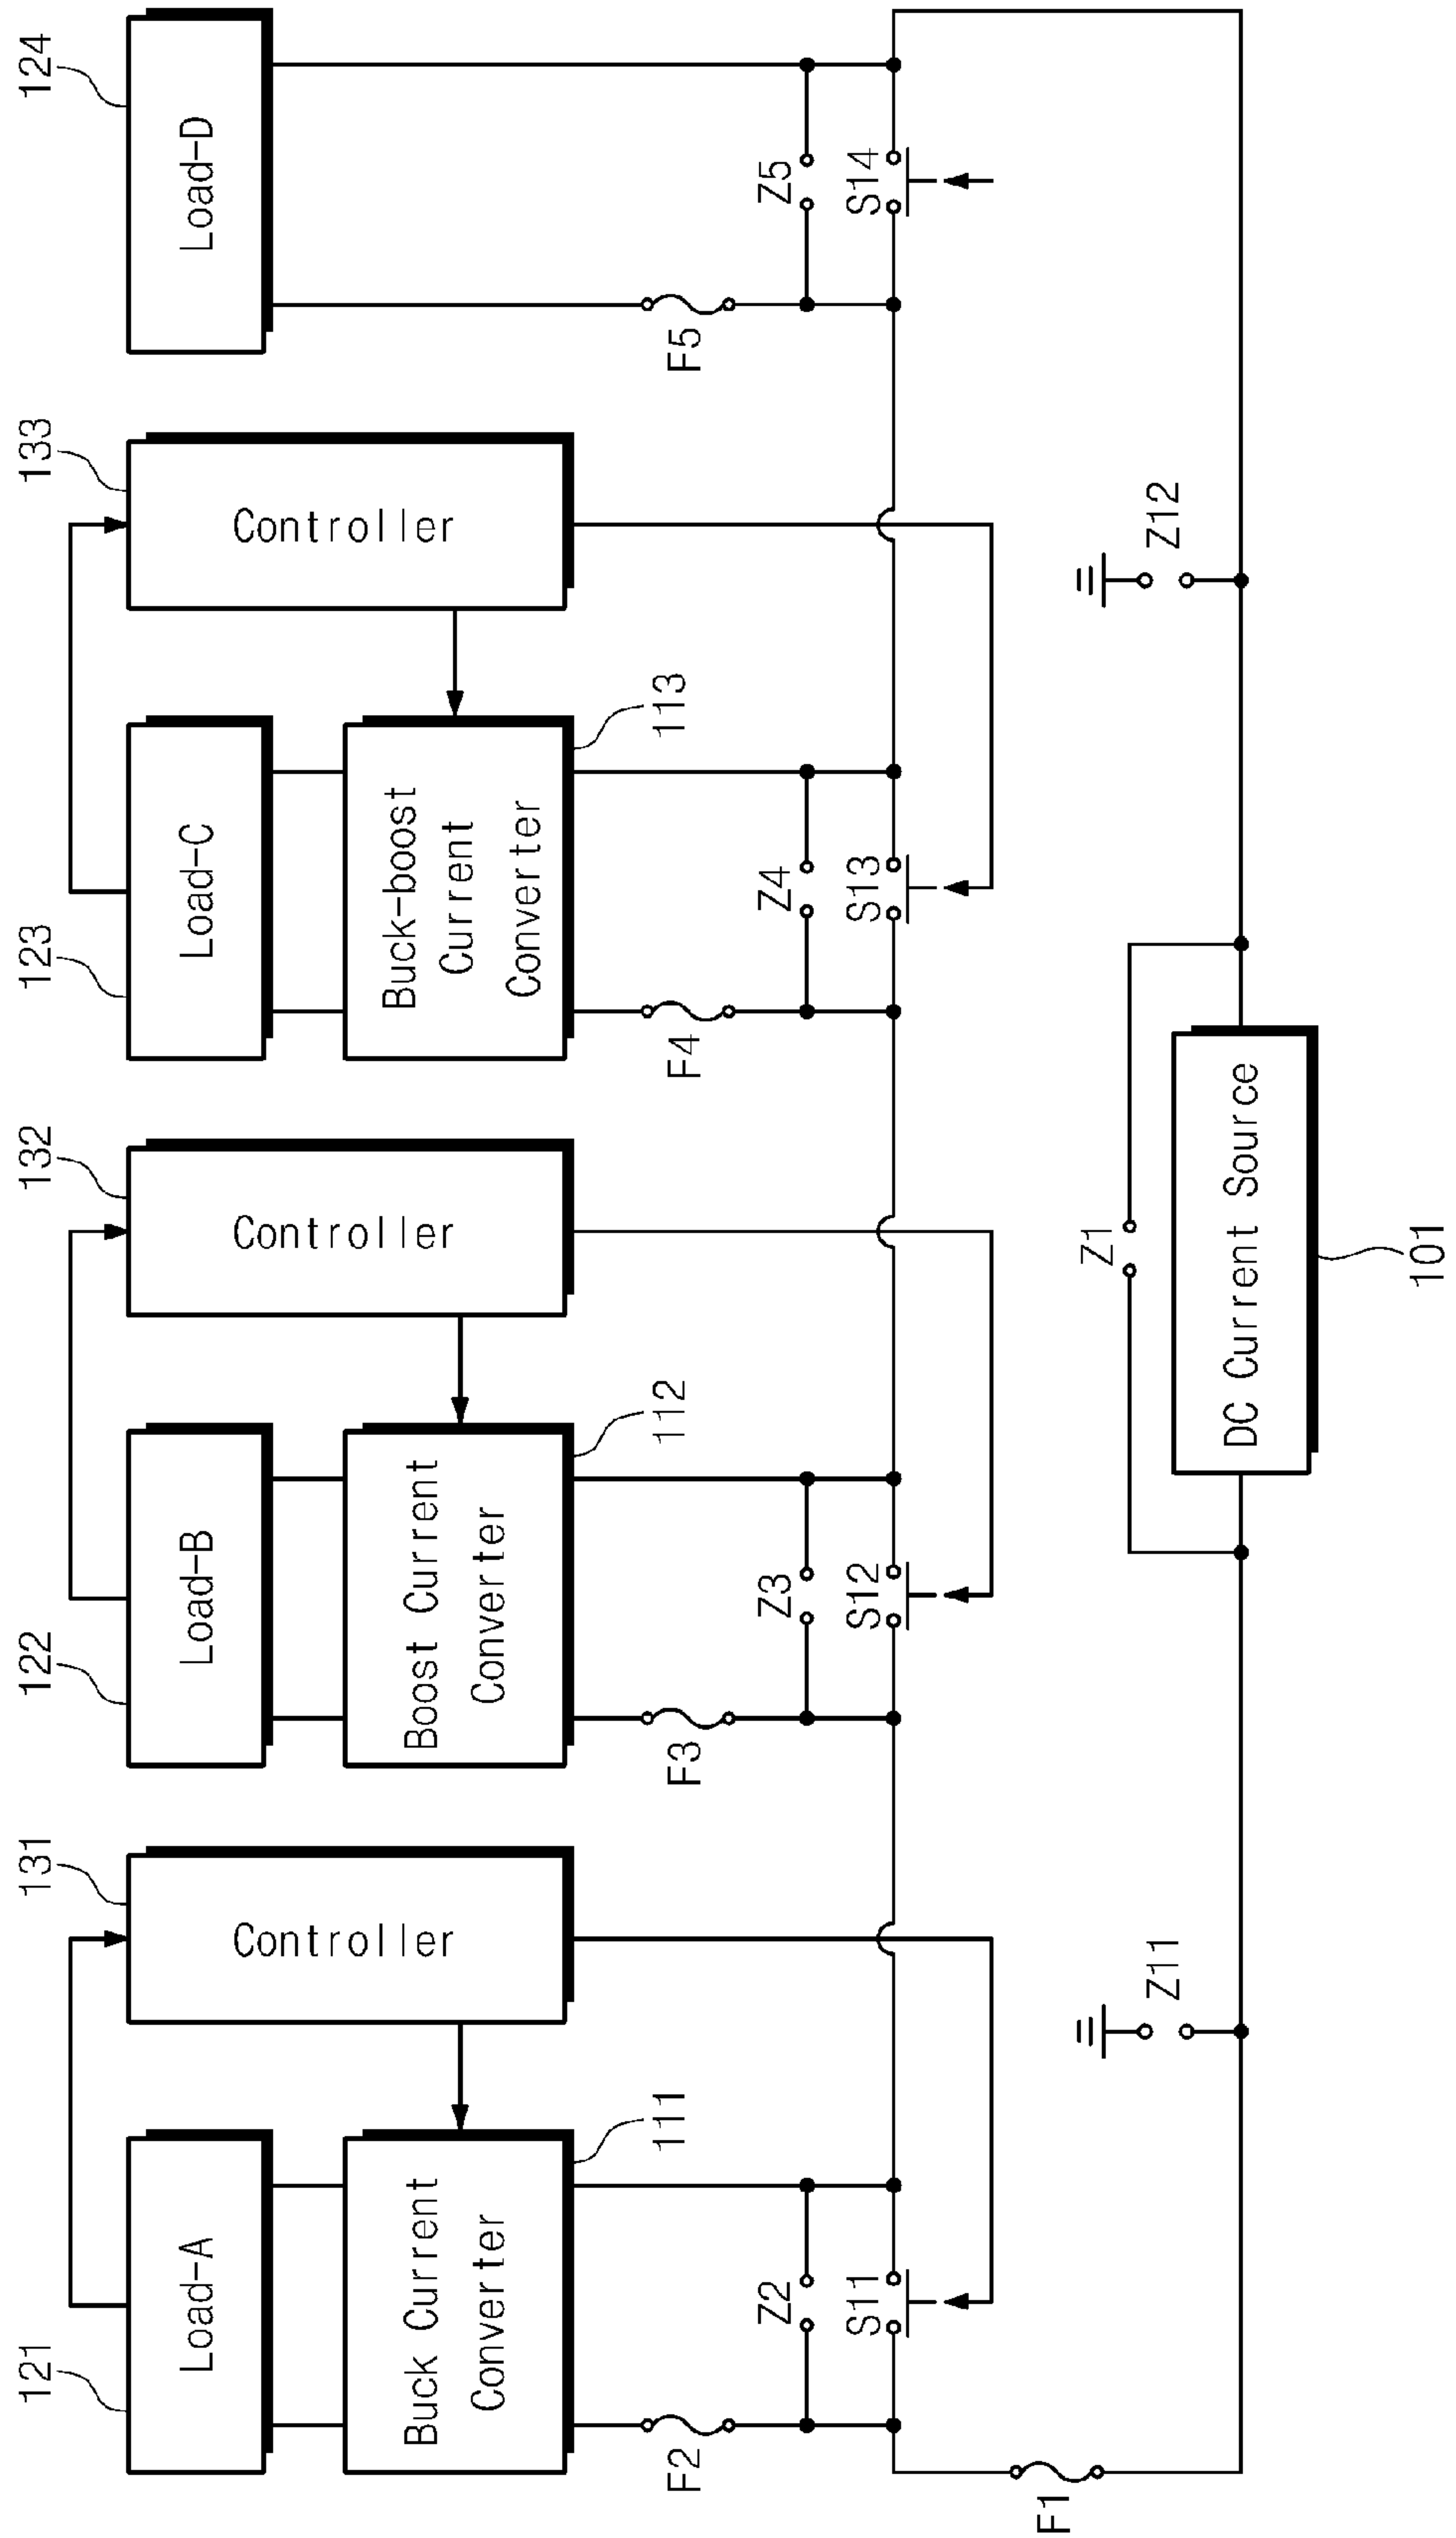 121
Load-A
131
122
Load-B
132
123
Load-C
133
124
Load-D
Controller
Controller
Controller
Buck Current
Converter
111
Boost Current
Converter
112
Buck-boost
Current
Converter
113
F2
Z2
F3
Z3
F4
Z4
F5
Z5
S11
S12
S13
S14
F1
Z11
Z1
Z12
DC Current Source
101